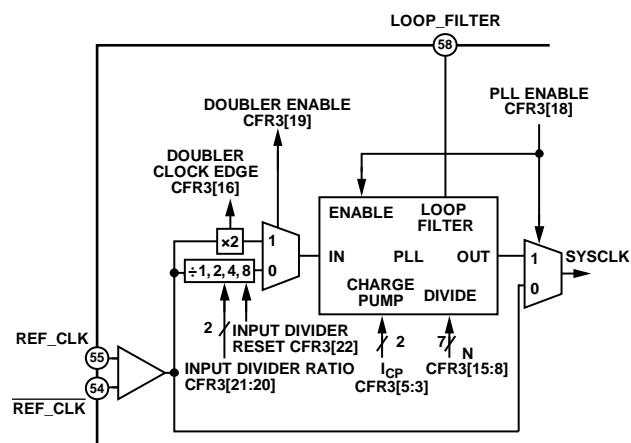 LOOP_FILTER
58
DOUBLER ENABLE
CFR3[19]
PLL ENABLE
CFR3[18]
DOUBLER
CLOCK EDGE
CFR3[16]
ENABLE
LOOP
FILTER
×2
1
0
÷1, 2, 4, 8
IN
PLL
OUT
1
0
SYSCLK
CHARGE
PUMP
DIVIDE
2
INPUT DIVIDER
RESET CFR3[22]
2
7
N
CFR3[15:8]
ICP
CFR3[5:3]
REF_CLK
55
54
REF_CLK
INPUT DIVIDER RATIO
CFR3[21:20]